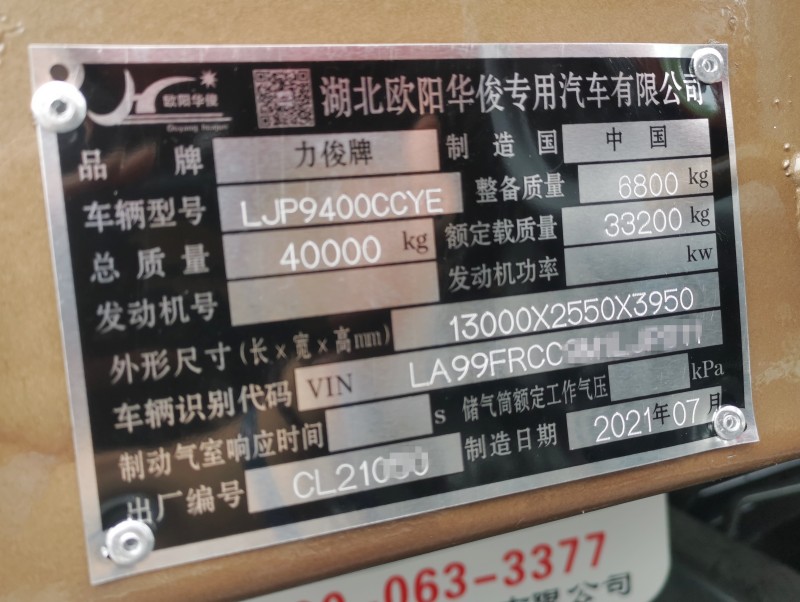 欧阳华俊 湖北欧阳华俊专用汽车有限公司
品牌 力俊牌 制造国 中国
车辆型号 LJP9400CCYE 整备质量 6800 kg
总质量 40000 kg 额定载质量 33200 kg
发动机号 发动机功率 kw
外形尺寸(长×宽×高mm) 13000X2550X3950
车辆识别代码 VIN LA99FRCC
制动气室响应时间 s 储气筒额定工作气压 kPa
出厂编号 CL210 制造日期 2021年07月
-063-3377
有限公司